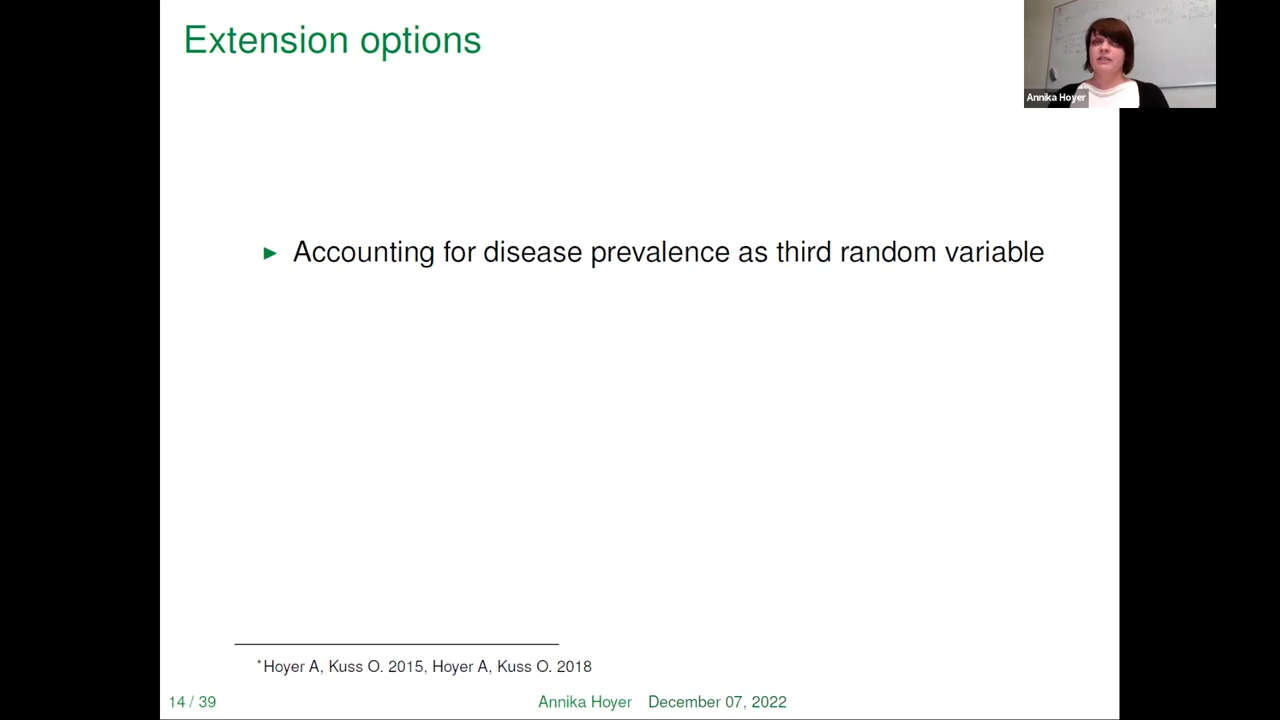 Extension options
Annika Hoyer
► Accounting for disease prevalence as third random variable
*Hoyer A, Kuss O. 2015, Hoyer A, Kuss O. 2018
14 / 39 Annika Hoyer December 07, 2022